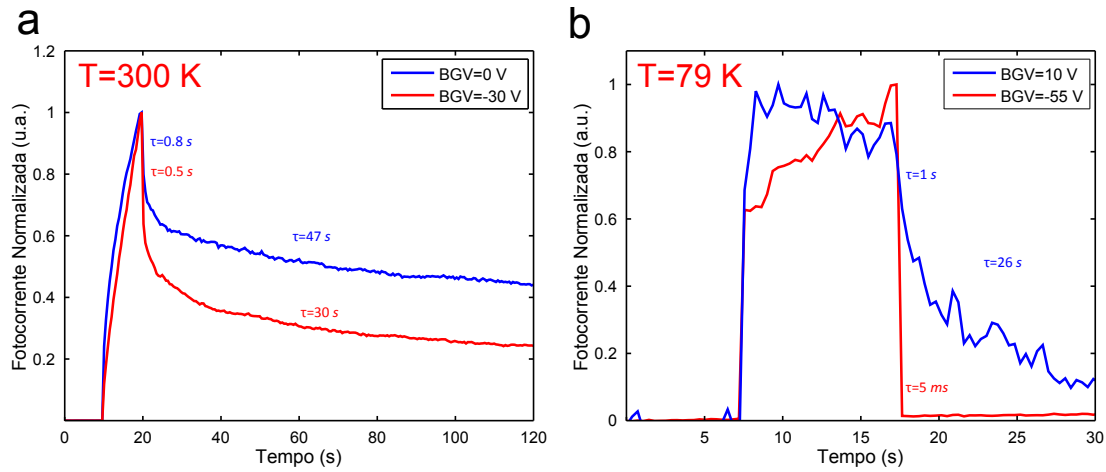 a
T=300 K
BGV=0 V
BGV=-30 V
τ=0.8 s
τ=0.5 s
τ=47 s
τ=30 s
Fotocorrente Normalizada (u.a.)
1.2
1
0.8
0.6
0.4
0.2
0 20 40 60 80 100 120
Tempo (s)
b
T=79 K
BGV=10 V
BGV=-55 V
τ=1 s
τ=26 s
τ=5 ms
Fotocorrente Normalizada (a.u.)
1
0.8
0.6
0.4
0.2
0
5 10 15 20 25 30
Tempo (s)